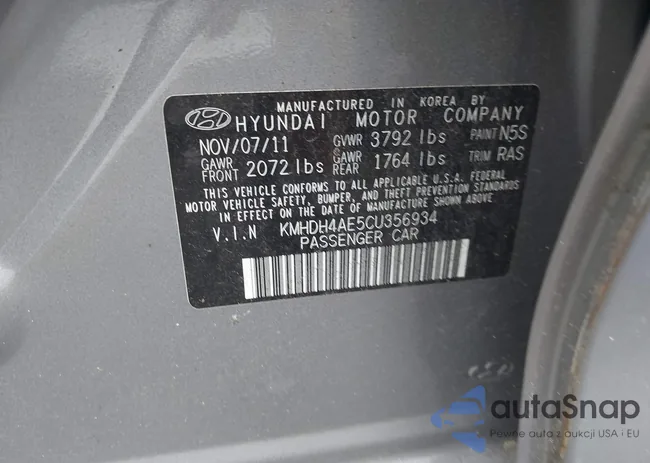 MANUFACTURED IN KOREA BY
HYUNDAI MOTOR COMPANY
NOV/07/11 GVWR 3792 lbs PAINT N5S
GAWR FRONT 2072 lbs GAWR REAR 1764 lbs TRIM RAS
THIS VEHICLE CONFORMS TO ALL APPLICABLE U.S.A. FEDERAL
MOTOR VEHICLE SAFETY, BUMPER, AND THEFT PREVENTION STANDARDS
IN EFFECT ON THE DATE OF MANUFACTURE SHOWN ABOVE.
V.I.N KMHDH4AE5CU356934
PASSENGER CAR
autaSnap
Pewne auta z aukcji USA i EU